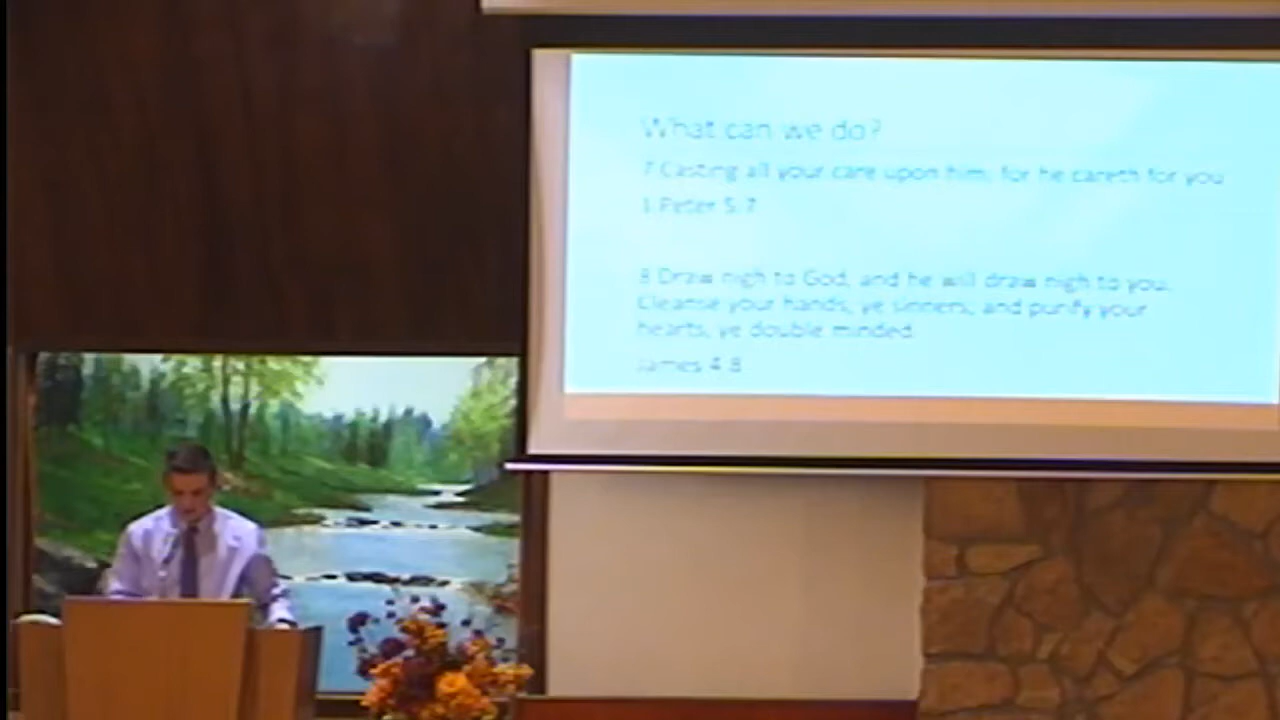 What can we do?
7 Casting all your care upon him; for he careth for you.
1 Peter 5:7
8 Draw nigh to God, and he will draw nigh to you.
Cleanse your hands, ye sinners; and purify your
hearts, ye double minded.
James 4:8